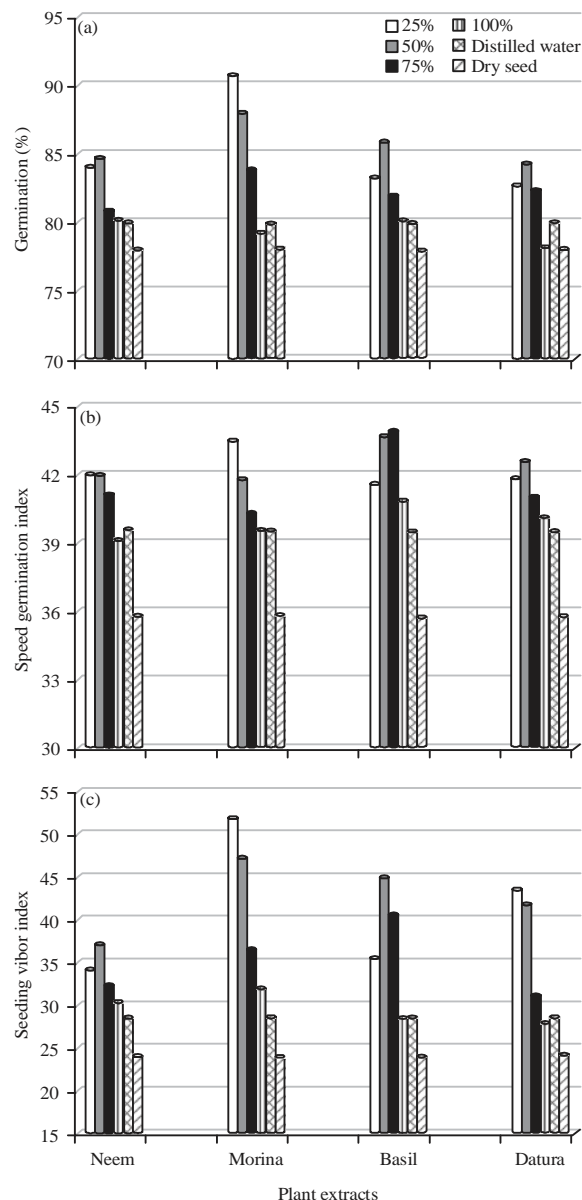 (a)
25%
50%
75%
100%
Distilled water
Dry seed
Germination (%)
95
90
85
80
75
70
(b)
Speed germination index
45
42
39
36
33
30
(c)
Seeding vibor index
55
50
45
40
35
30
25
20
15
Neem Morina Basil Datura
Plant extracts